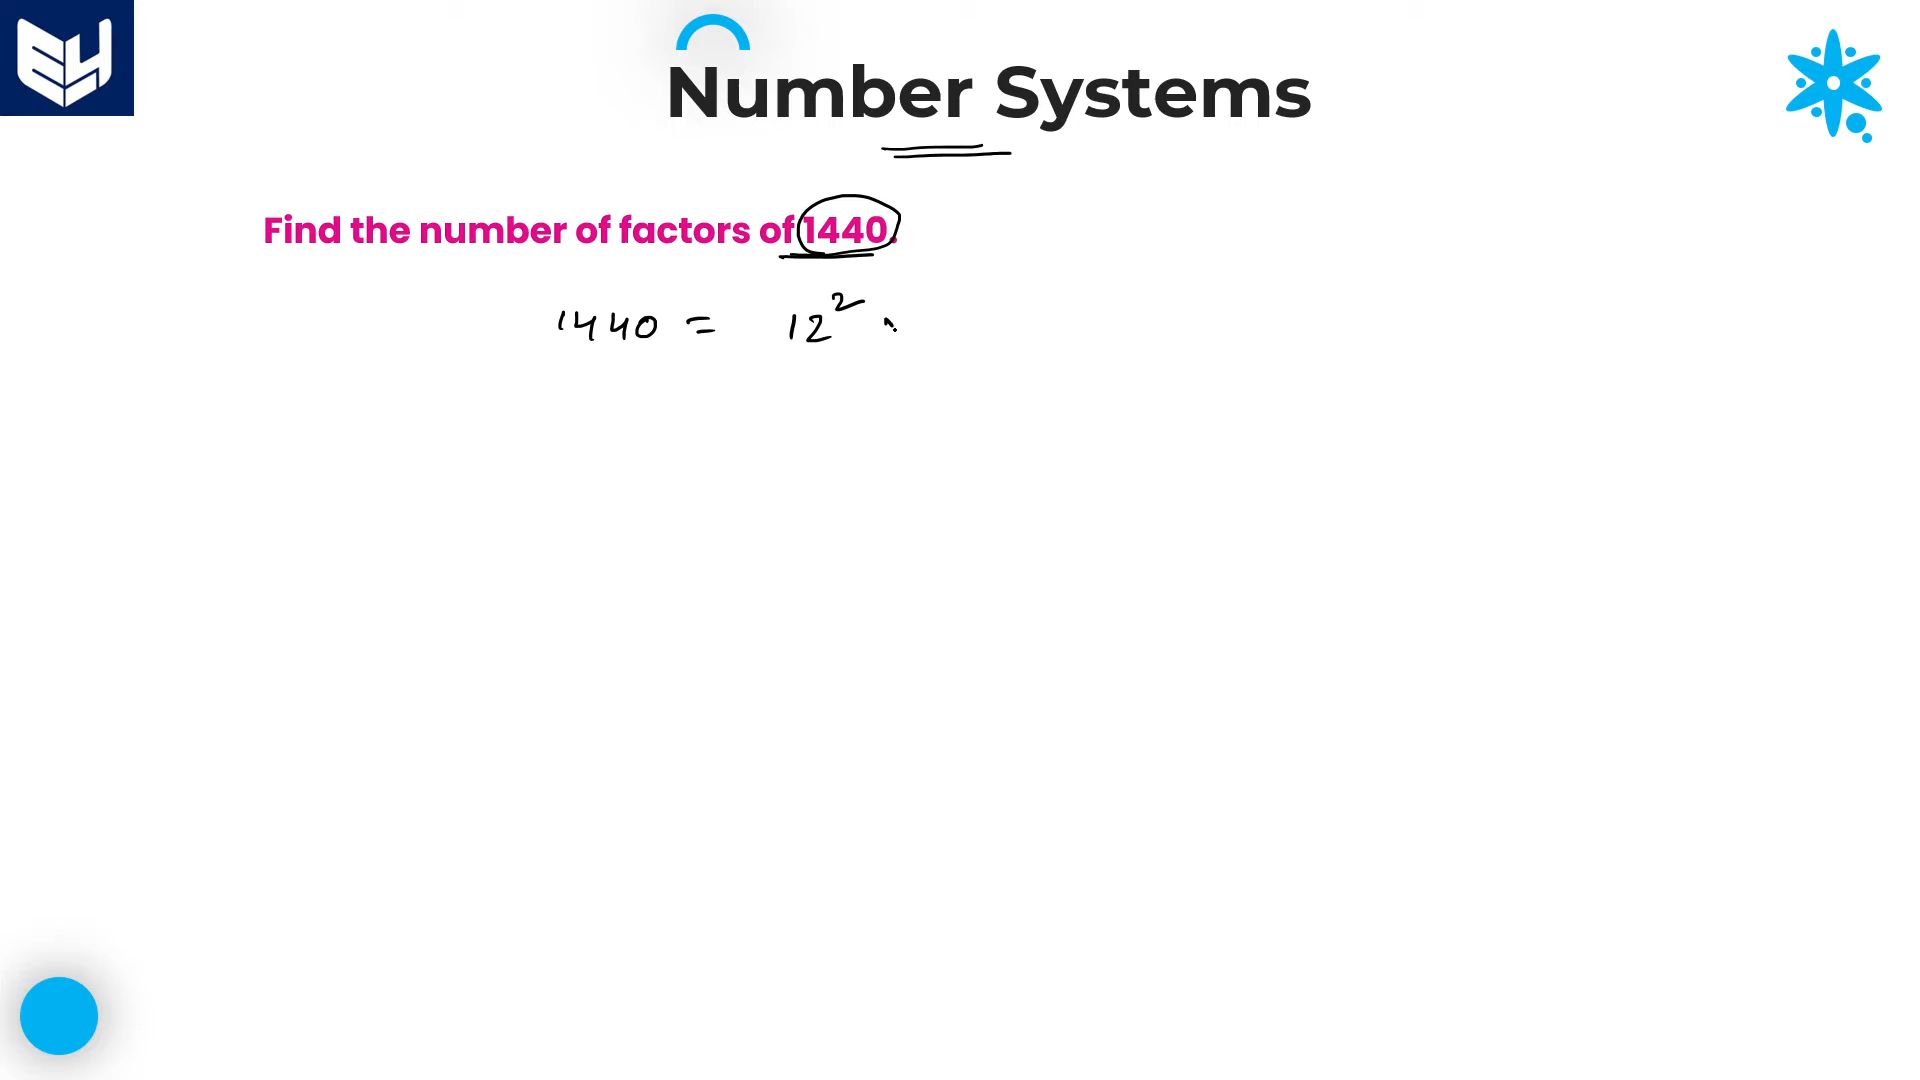 Number Systems
Find the number of factors of 1440.
1440 = 12²